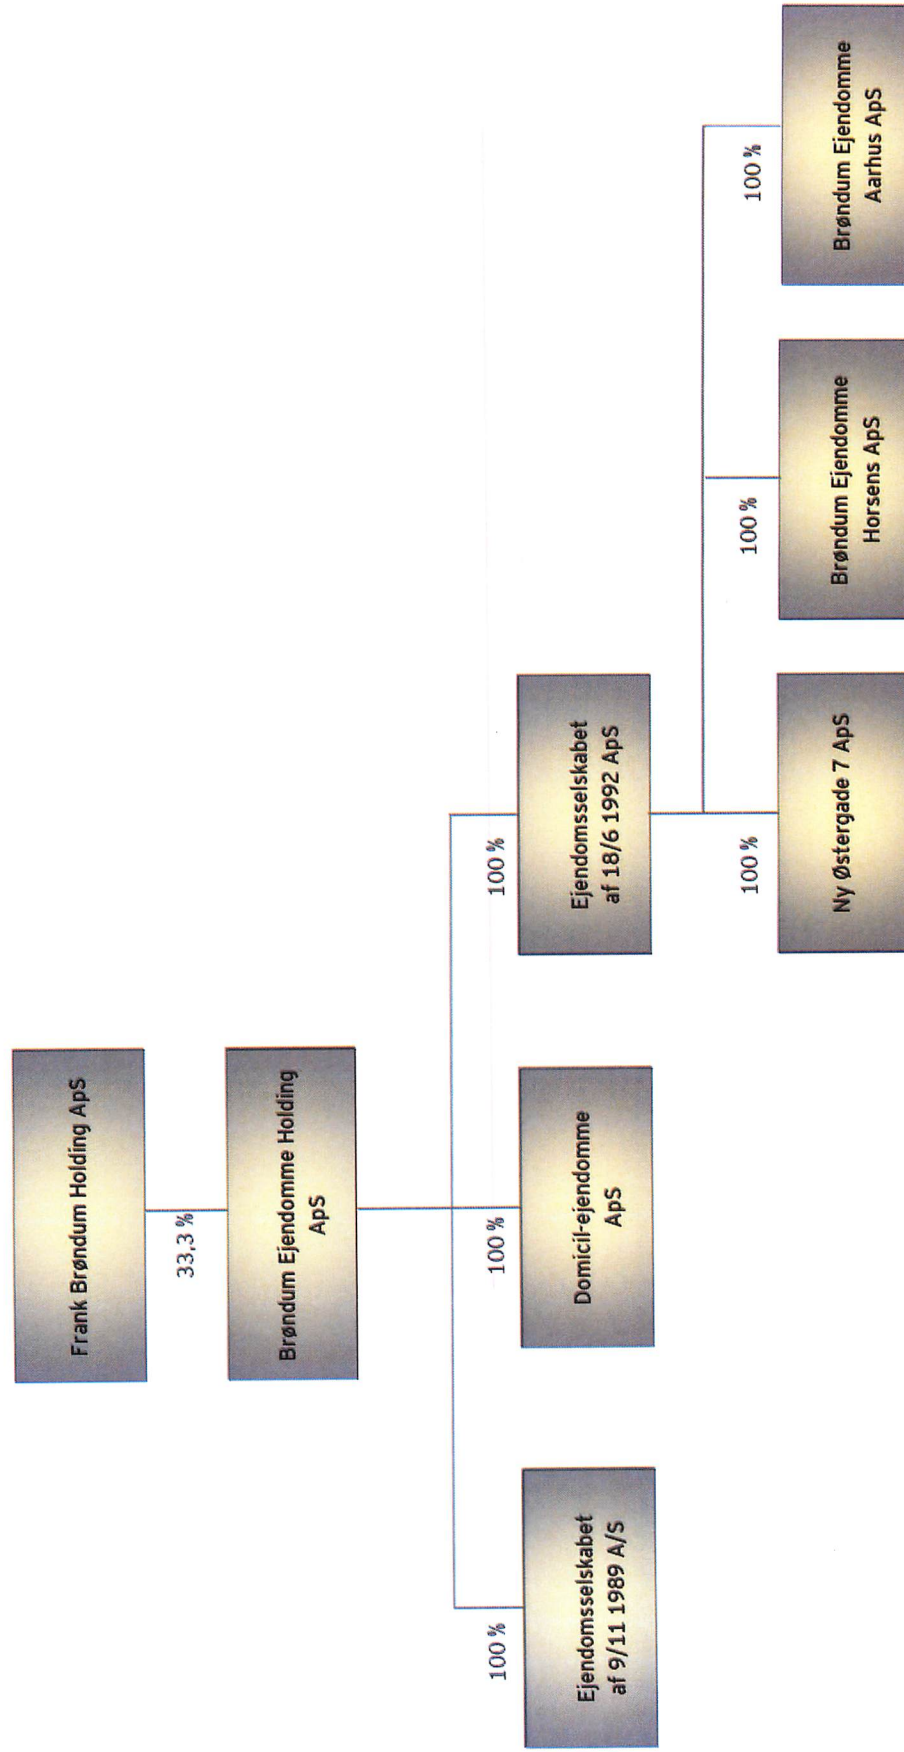 Frank Brøndum Holding ApS
33,3 %
Brøndum Ejendomme Holding
ApS
100 %
100 %
100 %
Ejendomsselskabet
af 9/11 1989 A/S
Domicil-ejendomme
ApS
Ejendomsselskabet
af 18/6 1992 ApS
100 %
100 %
100 %
Ny Østergade 7 ApS
Brøndum Ejendomme
Horsens ApS
Brøndum Ejendomme
Aarhus ApS